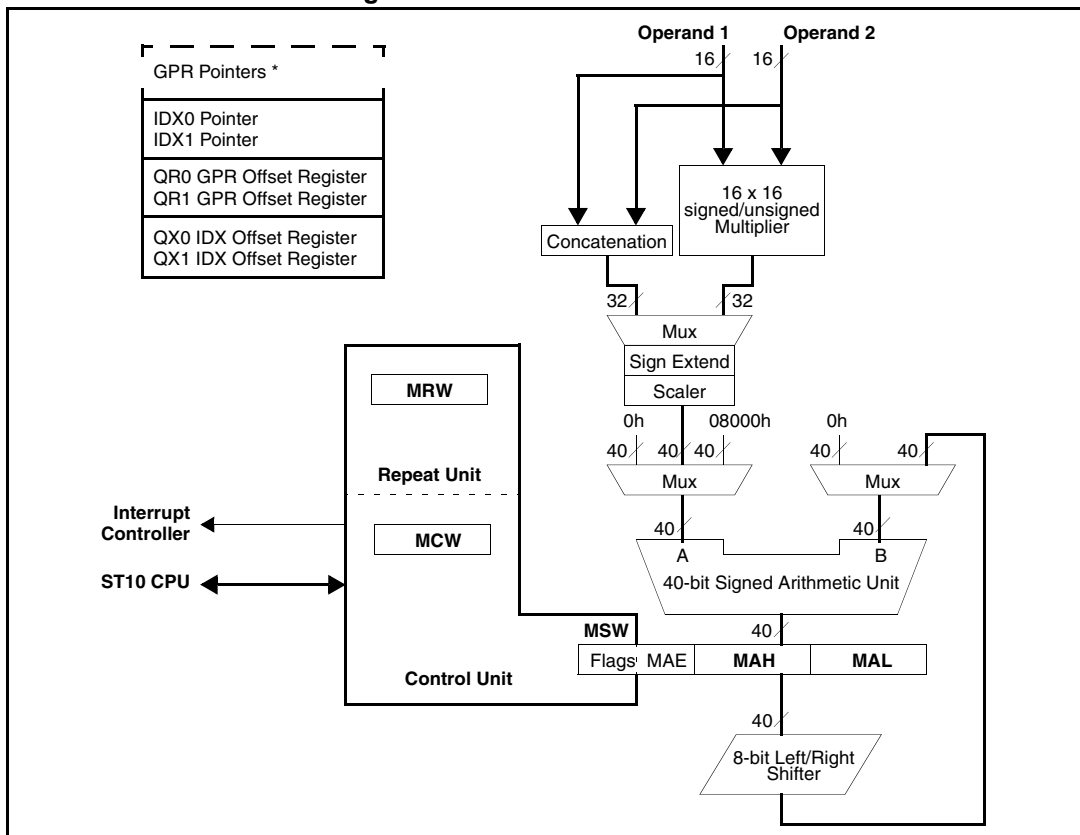 Operand 1 Operand 2
16 16
GPR Pointers *
IDX0 Pointer
IDX1 Pointer
QR0 GPR Offset Register
QR1 GPR Offset Register
QX0 IDX Offset Register
QX1 IDX Offset Register
16 x 16
signed/unsigned
Multiplier
Concatenation
32 32
Mux
Sign Extend
Scaler
0h 08000h 0h
40 40 40 40 40
Mux Mux
40 40
A B
40-bit Signed Arithmetic Unit
MRW
Repeat Unit
Interrupt
Controller
MCW
ST10 CPU
MSW 40
Flags MAE MAH MAL
Control Unit
40
8-bit Left/Right
Shifter